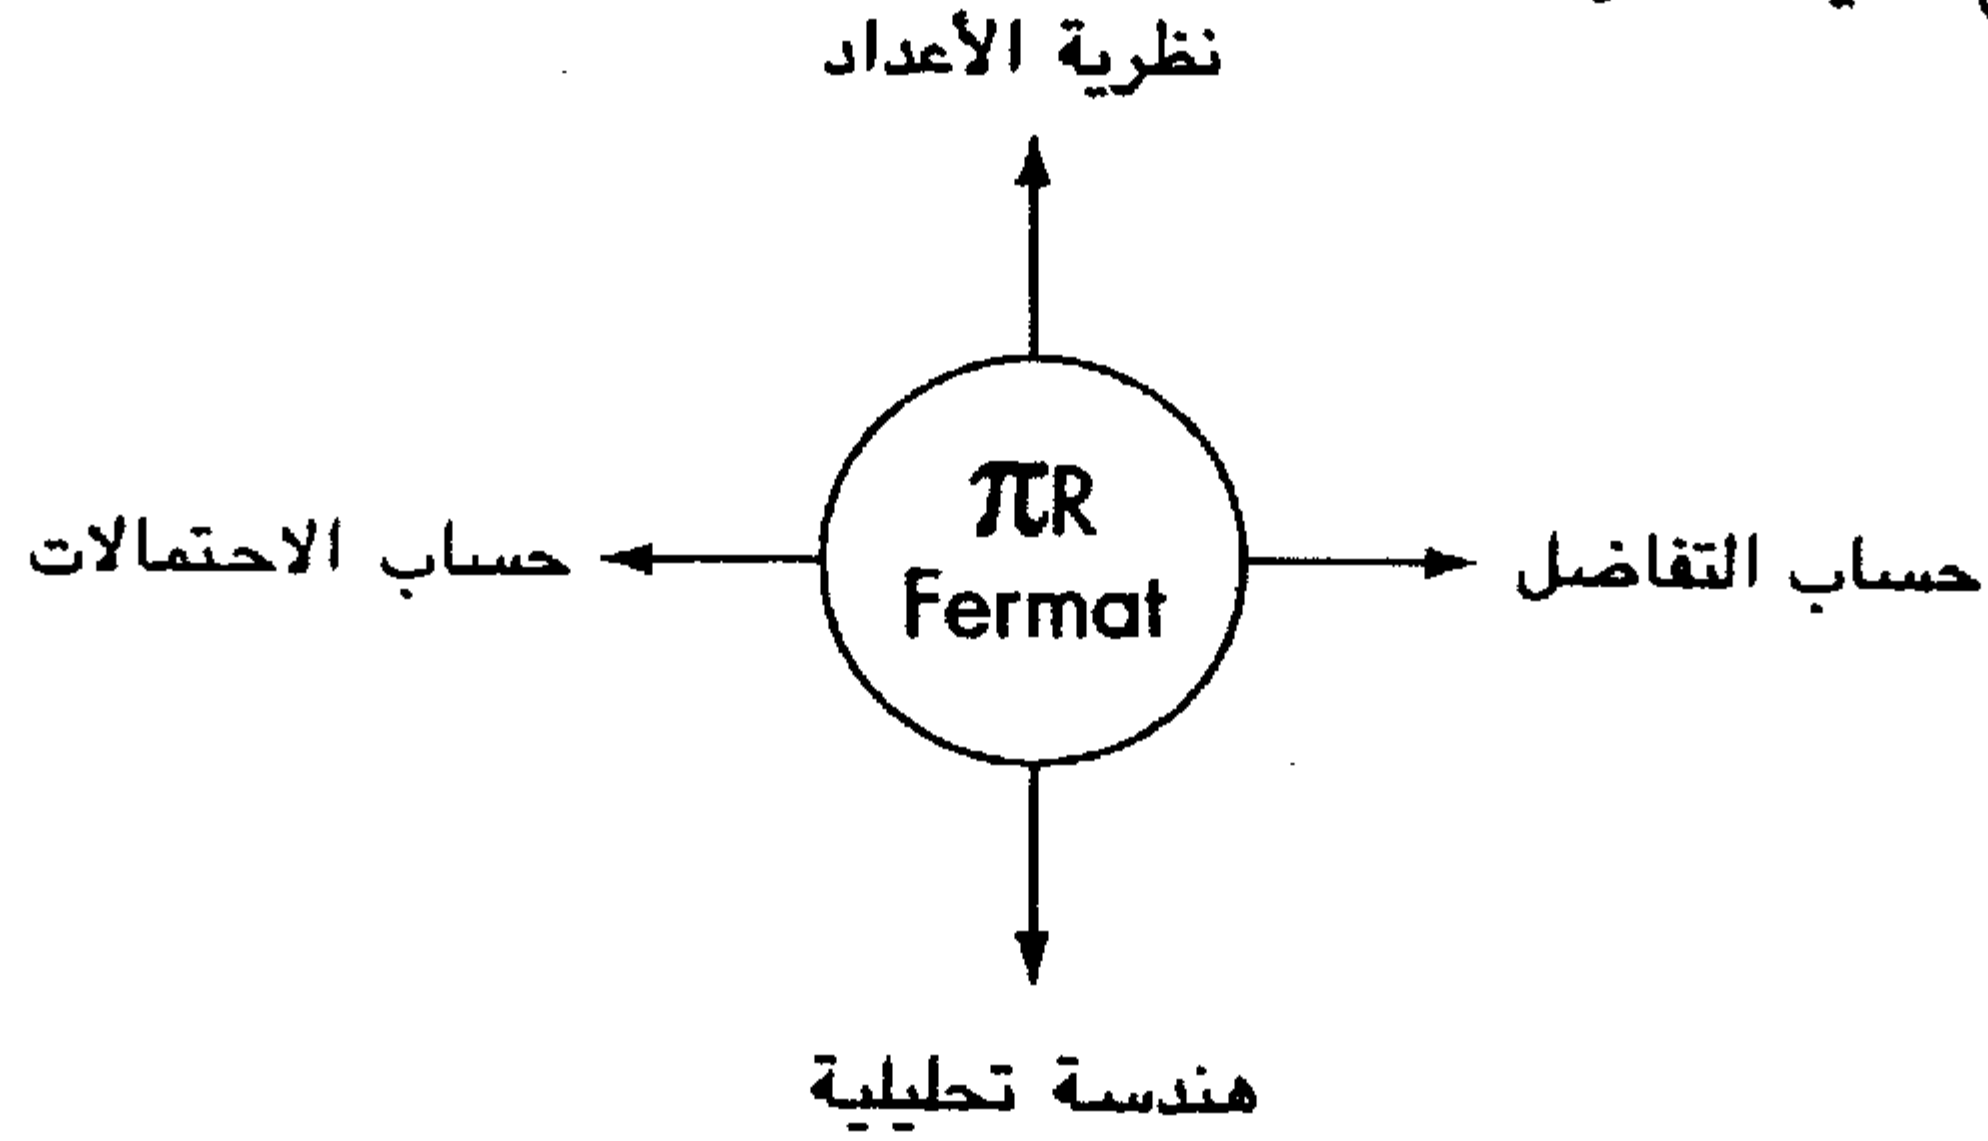 نظرية الأعداد
πR
Fermat
حساب التفاضل
حساب الاحتمالات
هندسة تحليلية